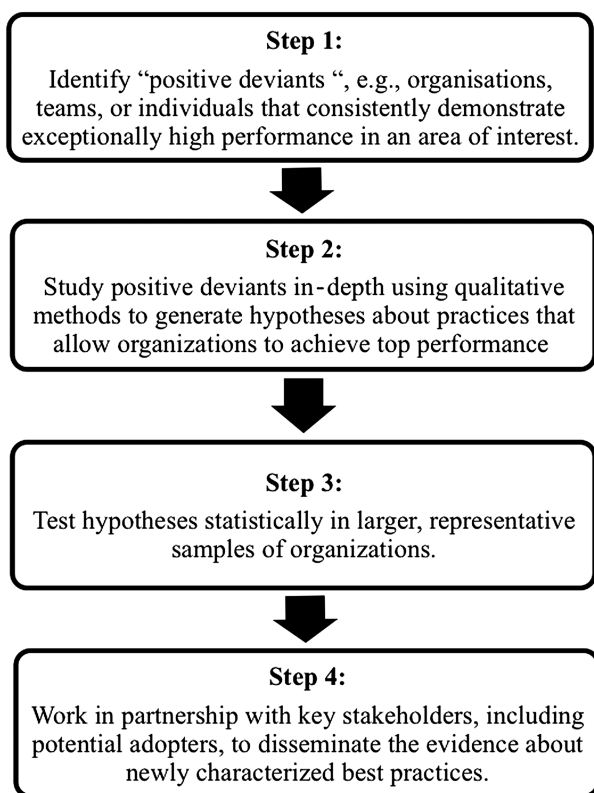 Step 1:
Identify “positive deviants “, e.g., organisations,
teams, or individuals that consistently demonstrate
exceptionally high performance in an area of interest.
Step 2:
Study positive deviants in-depth using qualitative
methods to generate hypotheses about practices that
allow organizations to achieve top performance
Step 3:
Test hypotheses statistically in larger, representative
samples of organizations.
Step 4:
Work in partnership with key stakeholders, including
potential adopters, to disseminate the evidence about
newly characterized best practices.